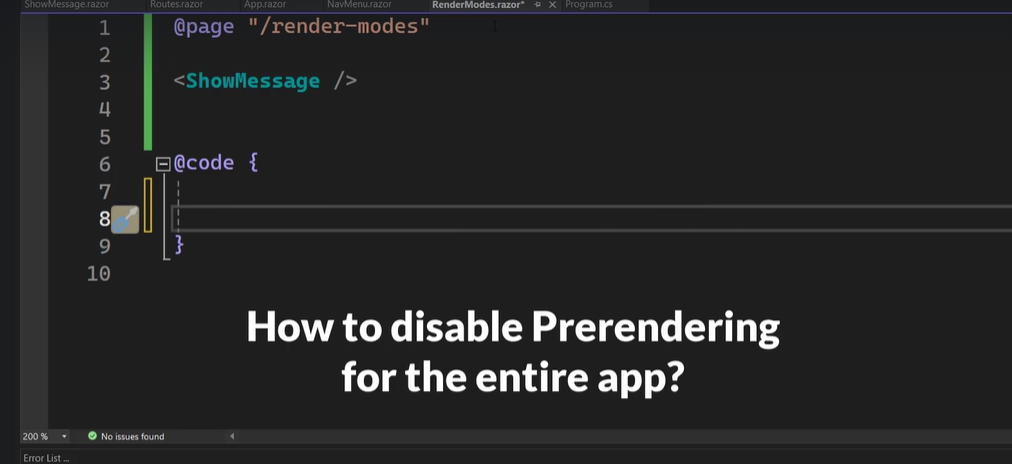 ShowMessage.razor Routes.razor App.razor NavMenu.razor RenderModes.razor* Program.cs
1 @page "/render-modes"
2
3 <ShowMessage />
4
5
6 @code {
7
8
9 }
10
How to disable Prerendering
for the entire app?
200 % No issues found
Error List ...